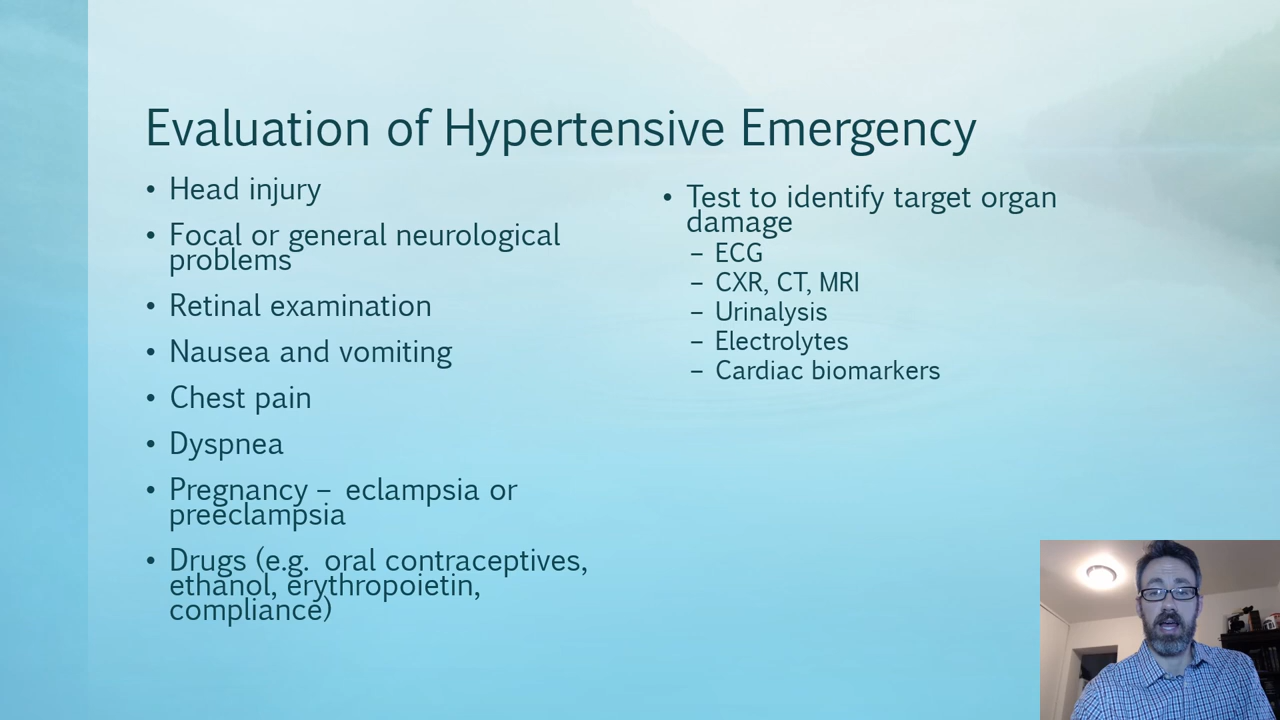 Evaluation of Hypertensive Emergency
• Head injury
• Focal or general neurological
problems
• Retinal examination
• Nausea and vomiting
• Chest pain
• Dyspnea
• Pregnancy – eclampsia or
preeclampsia
• Drugs (e.g. oral contraceptives,
ethanol, erythropoietin,
compliance)
• Test to identify target organ
damage
– ECG
– CXR, CT, MRI
– Urinalysis
– Electrolytes
– Cardiac biomarkers